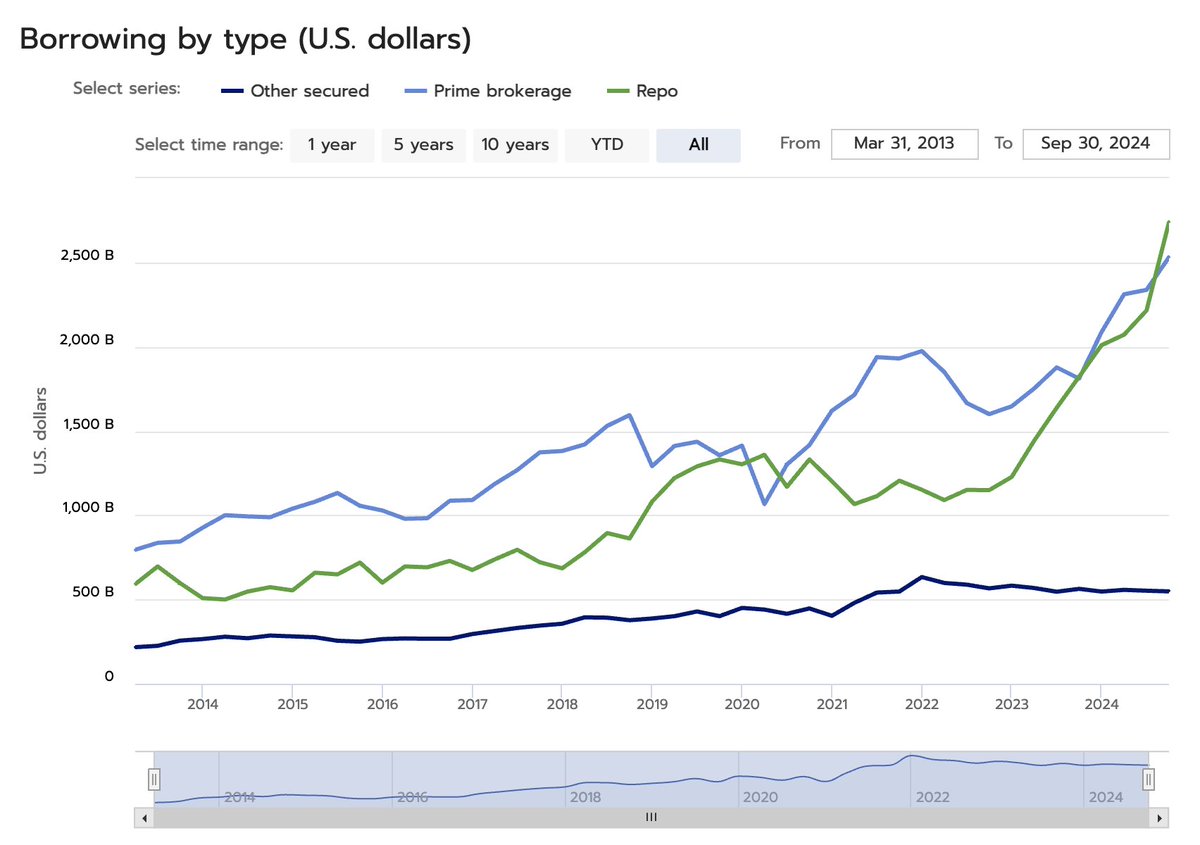 Borrowing by type (U.S. dollars)
Select series: Other secured Prime brokerage Repo
Select time range: 1 year 5 years 10 years YTD All From Mar 31, 2013 To Sep 30, 2024
2,500 B
2,000 B
1,500 B
1,000 B
500 B
0
U.S. dollars
2014 2015 2016 2017 2018 2019 2020 2021 2022 2023 2024
2014 2016 2018 2020 2022 2024